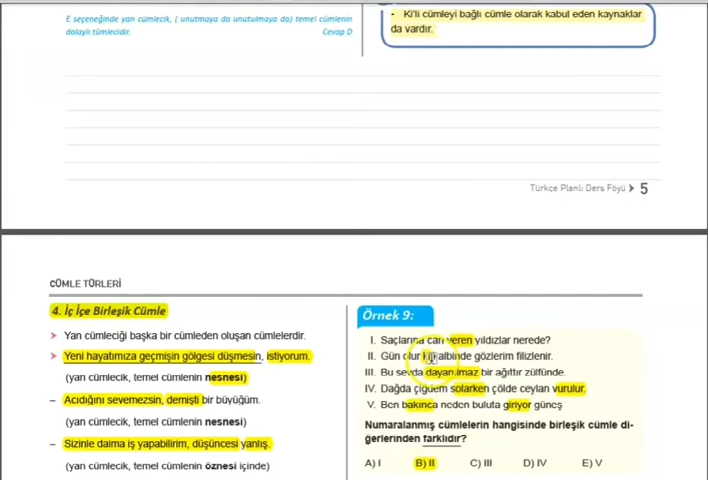 E seçeneğinde yan cümlecik, ( unutmaya da unutulmaya da) temel cümlenin
dolaylı tümlecidir.
Cevap D
- Ki'li cümleyi bağlı cümle olarak kabul eden kaynaklar
da vardır.
Türkçe Planlı Ders Föyü 5
CÜMLE TÜRLERİ
4. İç İçe Birleşik Cümle
Yan cümleciği başka bir cümleden oluşan cümlelerdir.
Yeni hayatımıza geçmişin gölgesi düşmesin, istiyorum.
(yan cümlecik, temel cümlenin nesnesi)
– Acıdığını sevemezsin, demişti bir büyüğüm.
(yan cümlecik, temel cümlenin nesnesi)
– Sizinle daima iş yapabilirim, düşüncesi yanlış.
(yan cümlecik, temel cümlenin öznesi içinde)
Örnek 9:
I. Saçlarına can veren yıldızlar nerede?
II. Gün olur kalbinde gözlerim filizlenir.
III. Bu sevda dayanılmaz bir ağıttır zülfünde.
IV. Dağda çiğdem solarken çölde ceylan vurulur.
V. Ben bakınca neden buluta giriyor güneş
Numaralanmış cümlelerin hangisinde birleşik cümle di-
ğerlerinden farklıdır?
A) I B) II C) III D) IV E) V